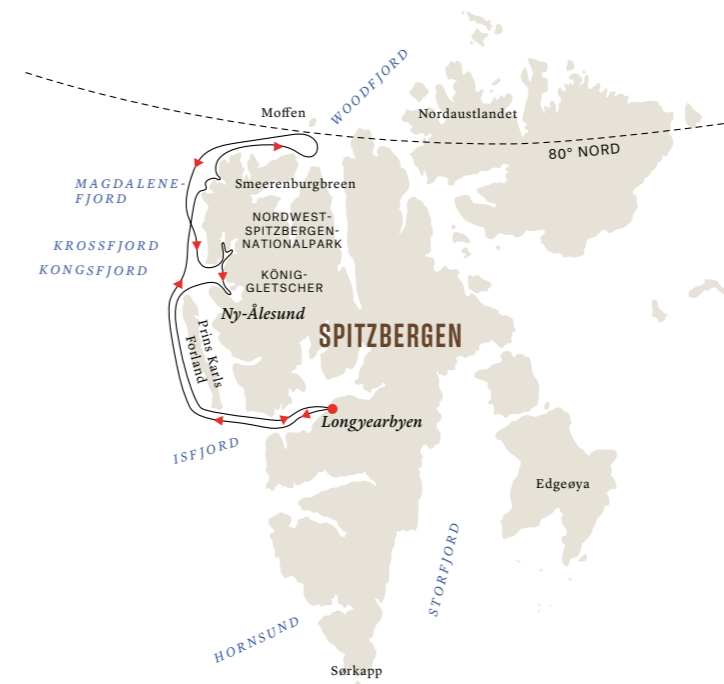 WOODFJORD
Moffen
Nordaustlandet
80° NORD
MAGDALENE-
FJORD
Smeerenburgbreen
NORDWEST-
SPITZBERGEN-
NATIONALPARK
KROSSFJORD
KONGSFJORD
KÖNIG-
GLETSCHER
Ny-Ålesund
SPITZBERGEN
Prins Karls
Forland
Longyearbyen
ISFJORD
Edgeøya
STORFJORD
HORNSUND
Sørkapp